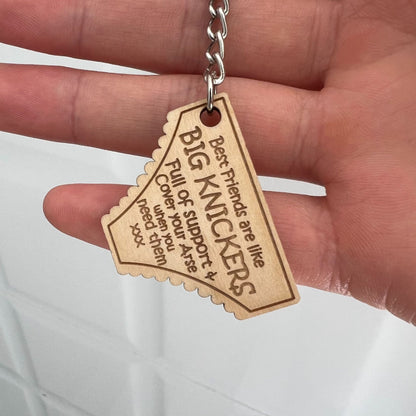 Best Friends are like
BIG KNICKERS
Full of support &
Cover your Arse
when you
need them
xxx